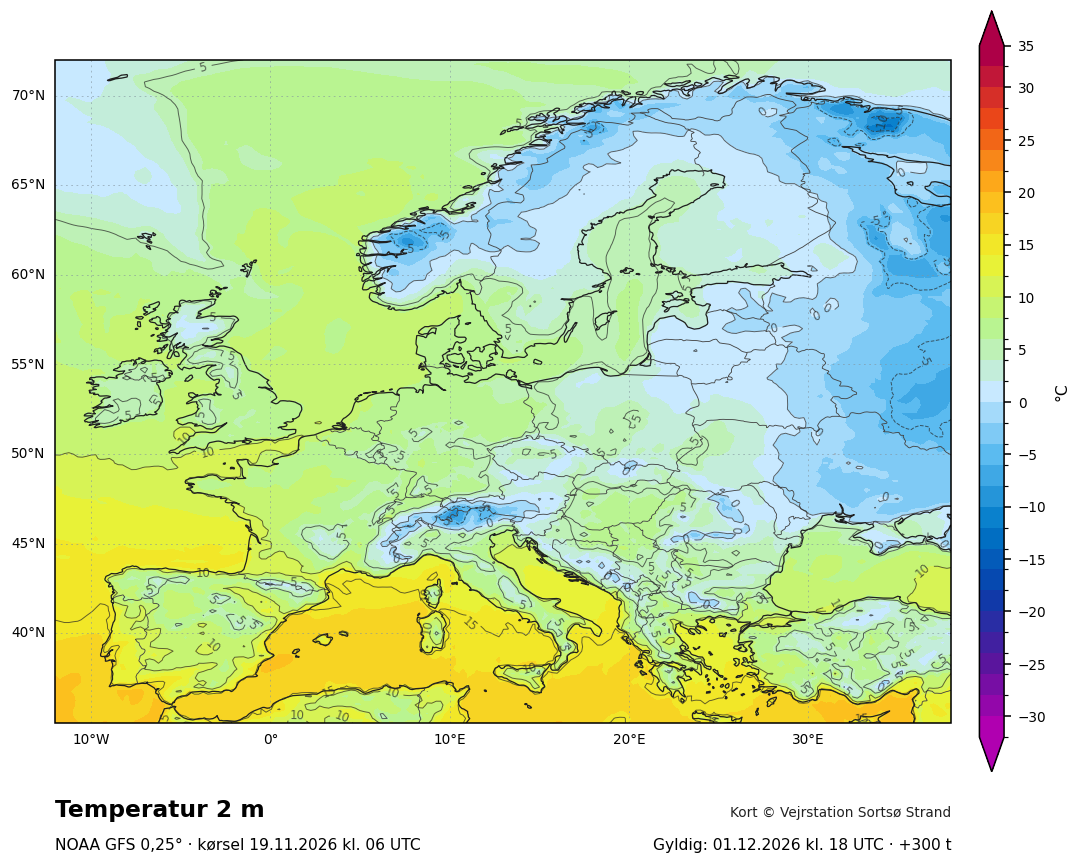 70°N
65°N
60°N
55°N
50°N
45°N
40°N
10°W
0°
10°E
20°E
30°E
35
30
25
20
15
10
5
0
−5
−10
−15
−20
−25
−30
°C
Temperatur 2 m
Kort © Vejrstation Sortsø Strand
NOAA GFS 0,25° · kørsel 19.11.2026 kl. 06 UTC
Gyldig: 01.12.2026 kl. 18 UTC · +300 t